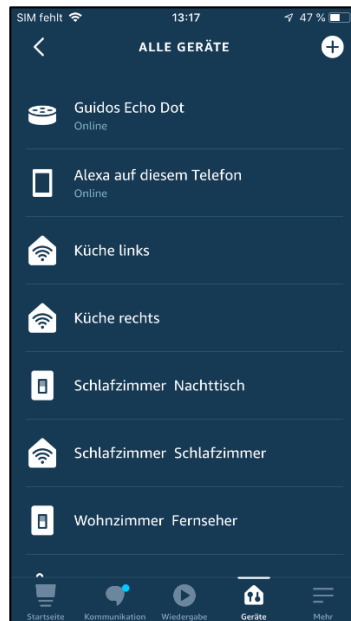 SIM fehlt 13:17 47 %
ALLE GERÄTE
Guidos Echo Dot
Online
Alexa auf diesem Telefon
Online
Küche links
Küche rechts
Schlafzimmer Nachttisch
Schlafzimmer Schlafzimmer
Wohnzimmer Fernseher
Startseite Kommunikation Wiedergabe Geräte Mehr